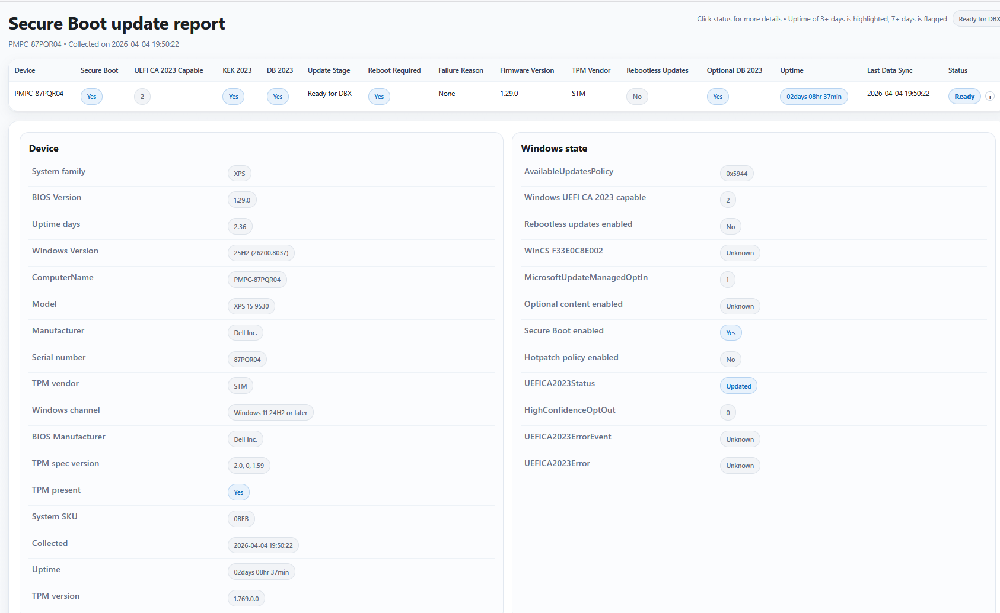 Secure Boot update report
Click status for more details • Uptime of 3+ days is highlighted, 7+ days is flagged
Ready for DBX
PMPC-87PQR04 • Collected on 2026-04-04 19:50:22
Device Secure Boot UEFI CA 2023 Capable KEK 2023 DB 2023 Update Stage Reboot Required Failure Reason Firmware Version TPM Vendor Rebootless Updates Optional DB 2023 Uptime Last Data Sync Status
PMPC-87PQR04 Yes 2 Yes Yes Ready for DBX Yes None 1.29.0 STM No Yes 02days 08hr 37min 2026-04-04 19:50:22 Ready i
Device
System family XPS
BIOS Version 1.29.0
Uptime days 2.36
Windows Version 25H2 (26200.8037)
ComputerName PMPC-87PQR04
Model XPS 15 9530
Manufacturer Dell Inc.
Serial number 87PQR04
TPM vendor STM
Windows channel Windows 11 24H2 or later
BIOS Manufacturer Dell Inc.
TPM spec version 2.0, 0, 1.59
TPM present Yes
System SKU 0BEB
Collected 2026-04-04 19:50:22
Uptime 02days 08hr 37min
TPM version 1.769.0.0
Windows state
AvailableUpdatesPolicy 0x5944
Windows UEFI CA 2023 capable 2
Rebootless updates enabled No
WinCS F33E0C8E002 Unknown
MicrosoftUpdateManagedOptIn 1
Optional content enabled Unknown
Secure Boot enabled Yes
Hotpatch policy enabled No
UEFICA2023Status Updated
HighConfidenceOptOut 0
UEFICA2023ErrorEvent Unknown
UEFICA2023Error Unknown